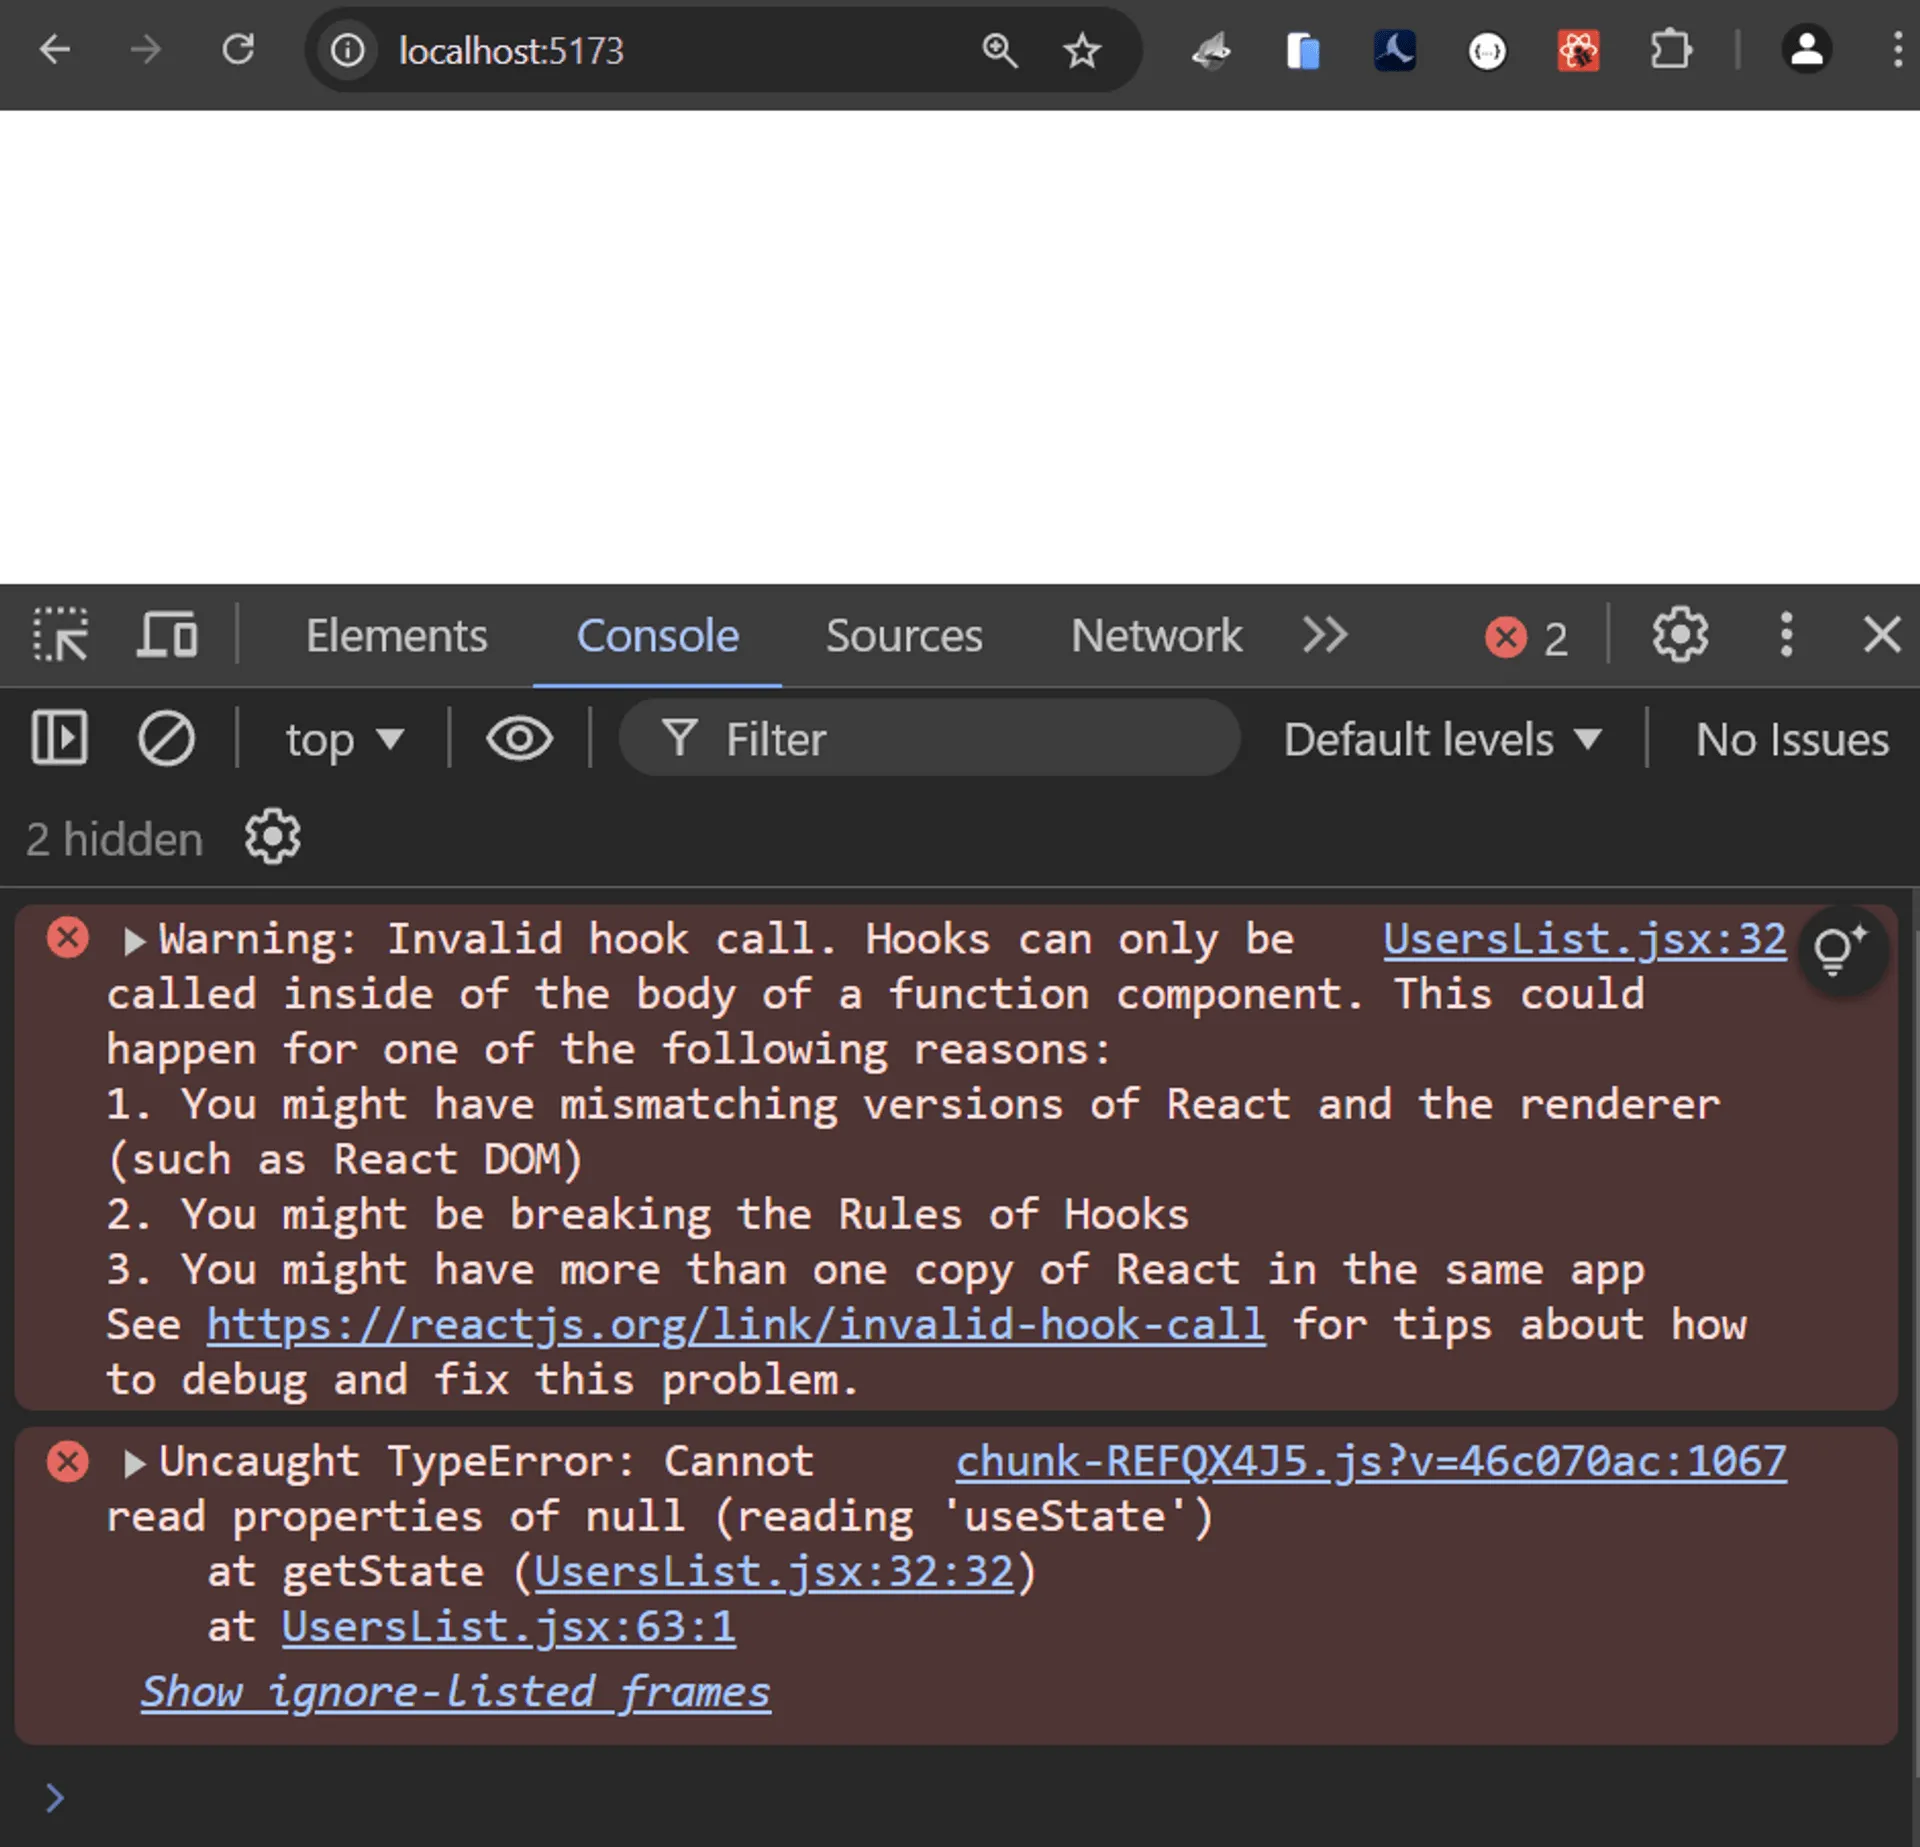 localhost:5173
Elements Console Sources Network 2
top Filter Default levels No Issues
2 hidden
Warning: Invalid hook call. Hooks can only be UsersList.jsx:32
called inside of the body of a function component. This could
happen for one of the following reasons:
1. You might have mismatching versions of React and the renderer
(such as React DOM)
2. You might be breaking the Rules of Hooks
3. You might have more than one copy of React in the same app
See https://reactjs.org/link/invalid-hook-call for tips about how
to debug and fix this problem.
Uncaught TypeError: Cannot chunk-REFQX4J5.js?v=46c070ac:1067
read properties of null (reading 'useState')
at getState (UsersList.jsx:32:32)
at UsersList.jsx:63:1
Show ignore-listed frames